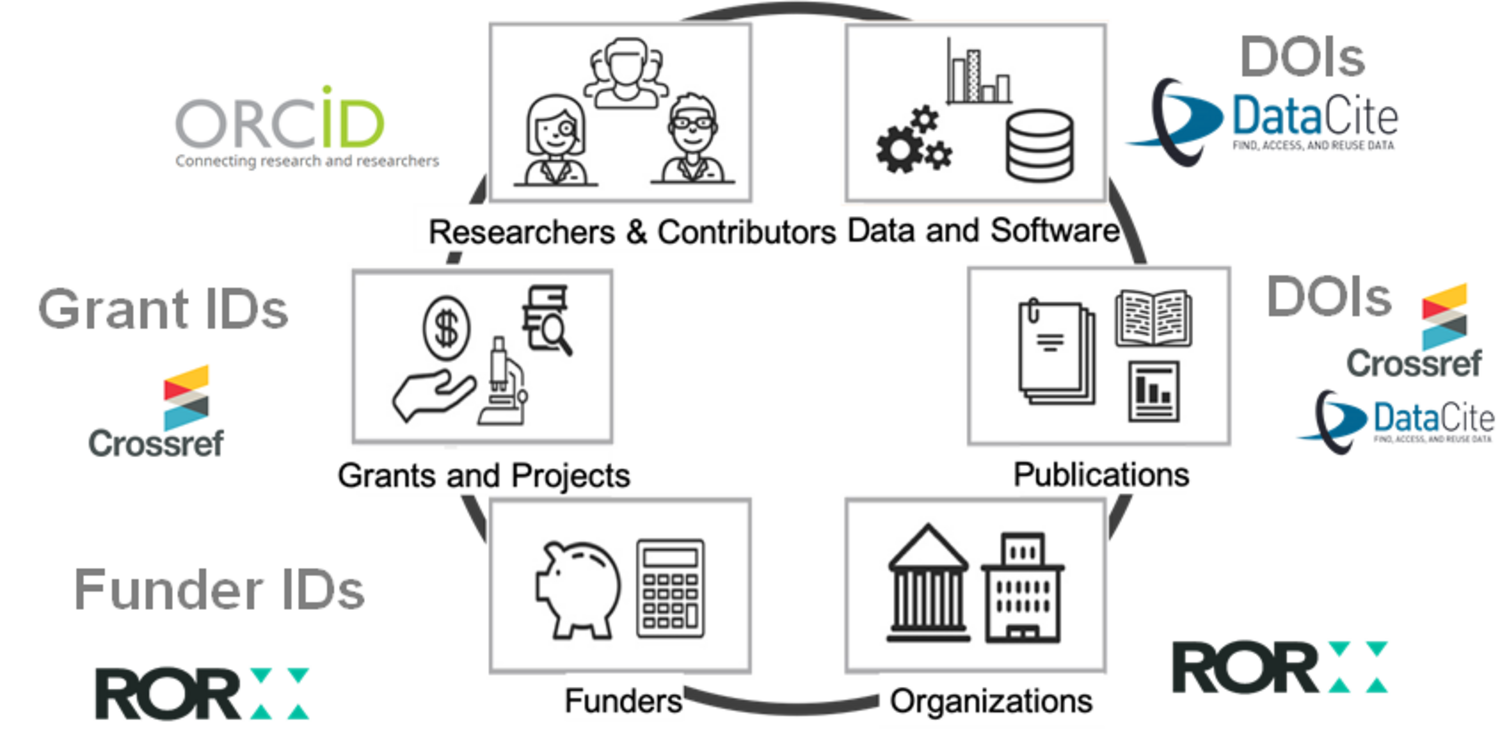 ORCID
Connecting research and researchers
DOIs
DataCite
FIND, ACCESS, AND REUSE DATA
Researchers & Contributors
Data and Software
Grant IDs
Crossref
$
Grants and Projects
DOIs
Crossref
DataCite
FIND, ACCESS, AND REUSE DATA
Publications
Funder IDs
ROR
Funders
Organizations
ROR